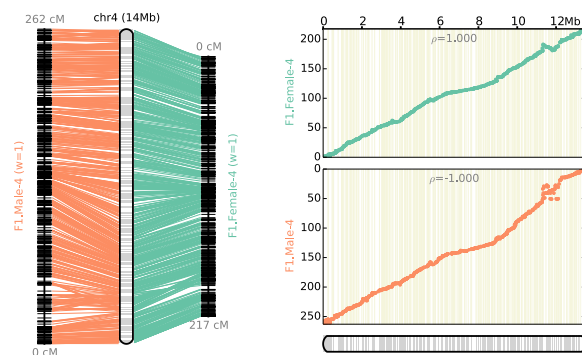 262 cM
chr4 (14Mb)
0 cM
F1.Male-4 (w=1)
F1.Female-4 (w=1)
0 cM
217 cM
0 2 4 6 8 10 12Mb
ρ=1.000
F1.Female-4
200
150
100
50
0
ρ=-1.000
F1.Male-4
0
50
100
150
200
250